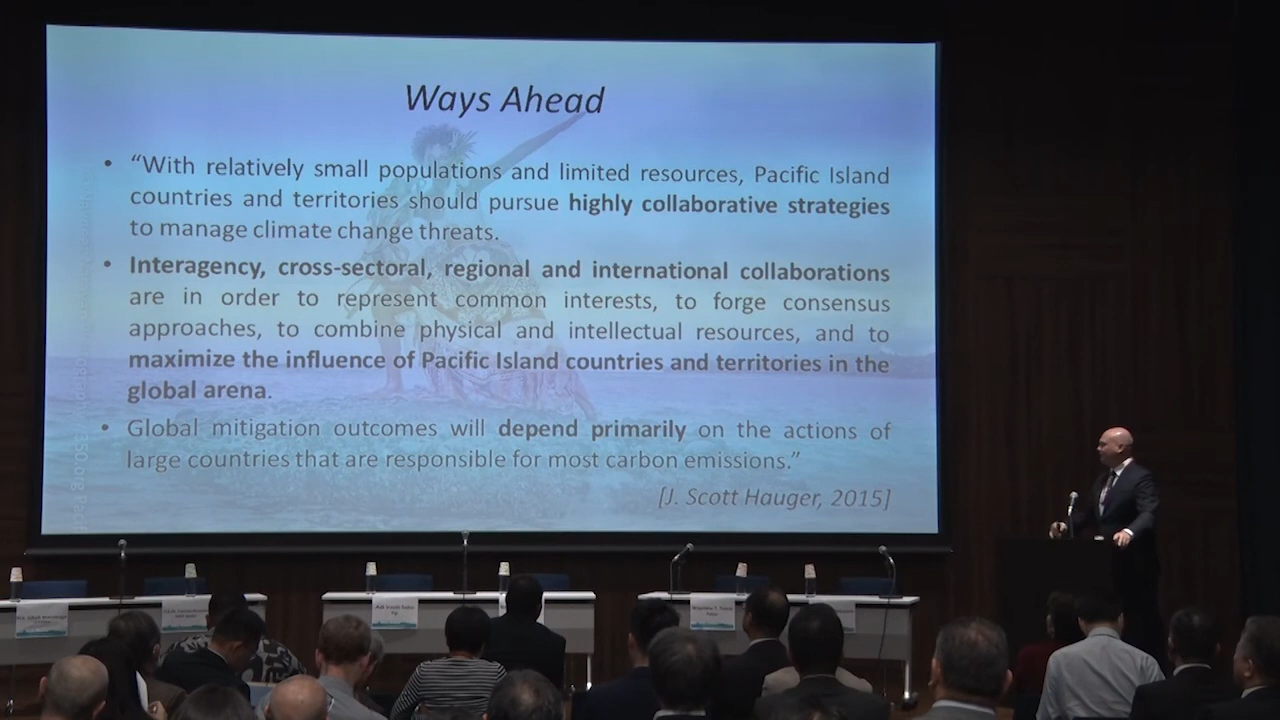 Ways Ahead
• “With relatively small populations and limited resources, Pacific Island
countries and territories should pursue highly collaborative strategies
to manage climate change threats.
• Interagency, cross-sectoral, regional and international collaborations
are in order to represent common interests, to forge consensus
approaches, to combine physical and intellectual resources, and to
maximize the influence of Pacific Island countries and territories in the
global arena.
• Global mitigation outcomes will depend primarily on the actions of
large countries that are responsible for most carbon emissions.”
[J. Scott Hauger, 2015]